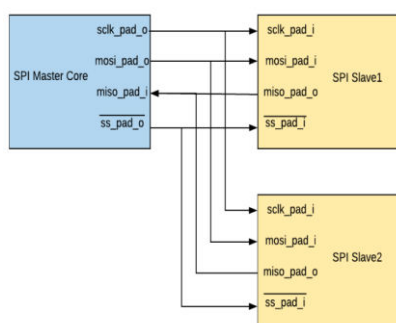 SPI Master Core
sclk_pad_o
mosi_pad_o
miso_pad_i
ss_pad_o
sclk_pad_i
mosi_pad_i
miso_pad_o
ss_pad_i
SPI Slave1
sclk_pad_i
mosi_pad_i
miso_pad_o
ss_pad_i
SPI Slave2